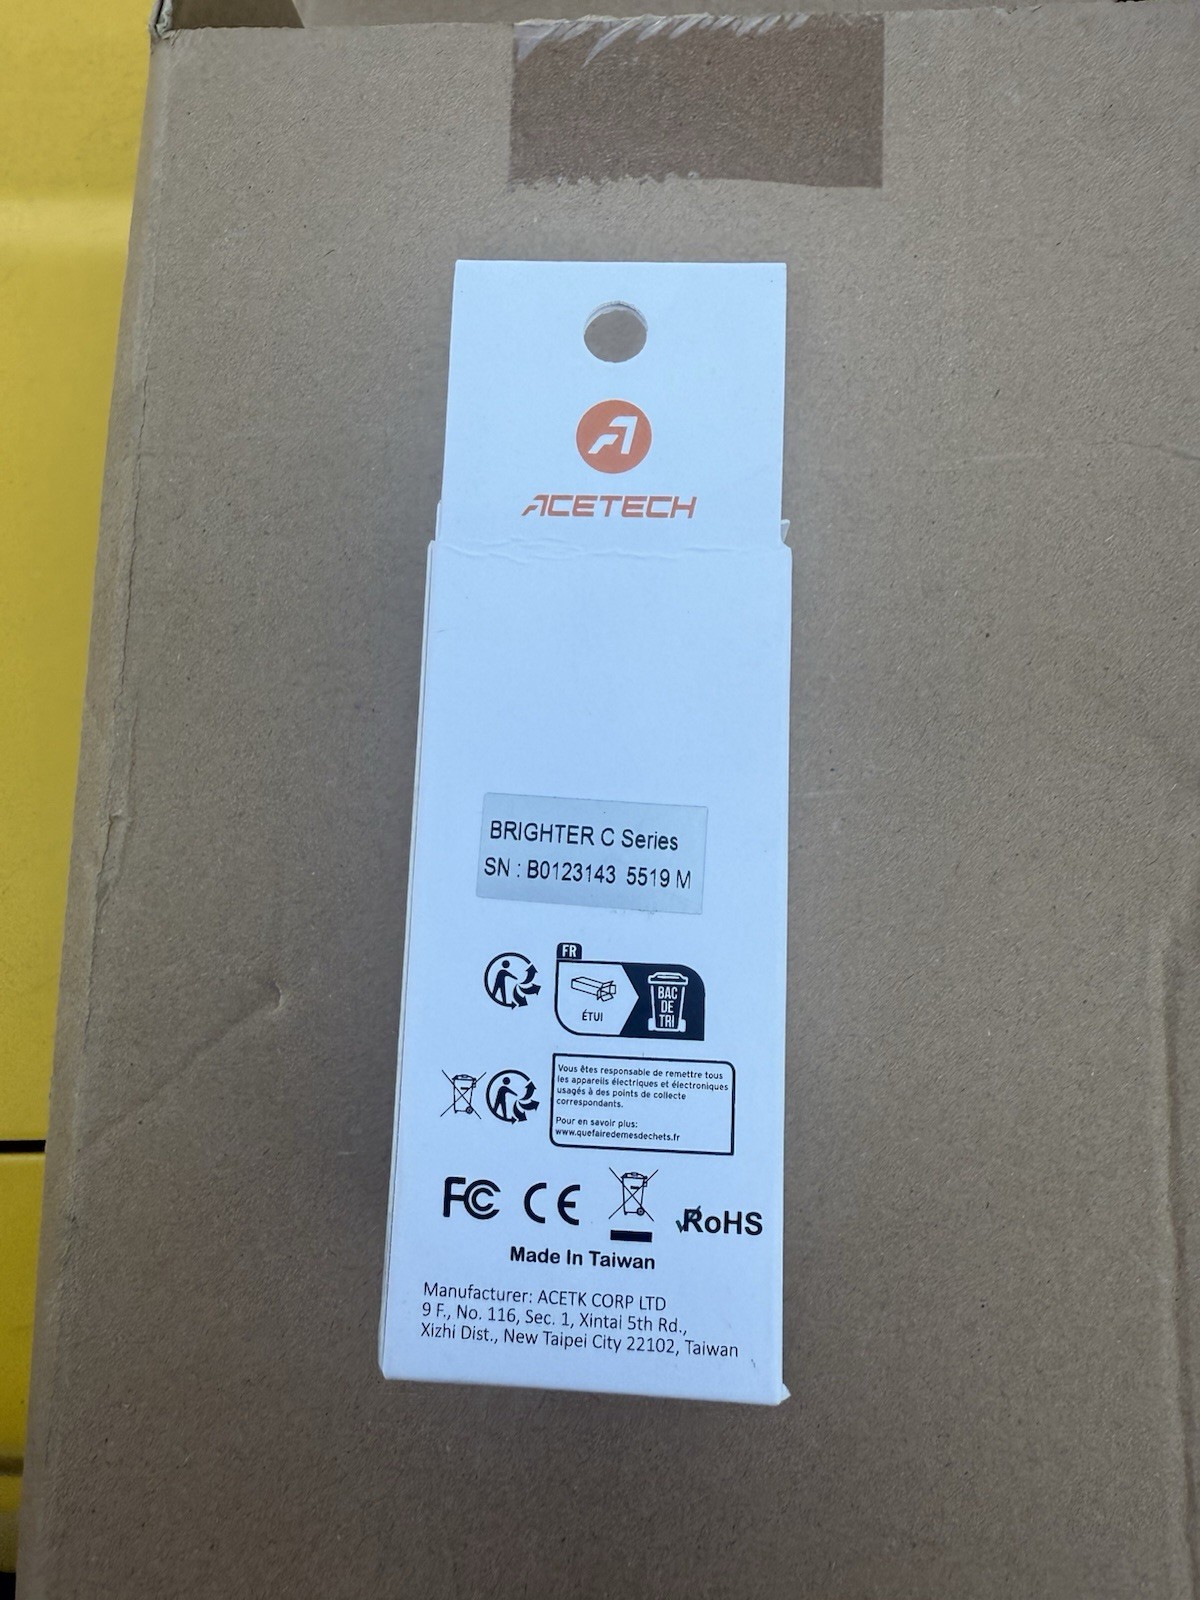 ACETECH
BRIGHTER C Series
SN : B0123143 5519 M
FR
ÉTUI
BAC
DE
TRI
Vous êtes responsable de remettre tous
les appareils électriques et électroniques
usagés à des points de collecte
correspondants.
Pour en savoir plus:
www.quefairedemesdechets.fr
FC CE RoHS
Made In Taiwan
Manufacturer: ACETK CORP LTD
9 F., No. 116, Sec. 1, Xintai 5th Rd.,
Xizhi Dist., New Taipei City 22102, Taiwan